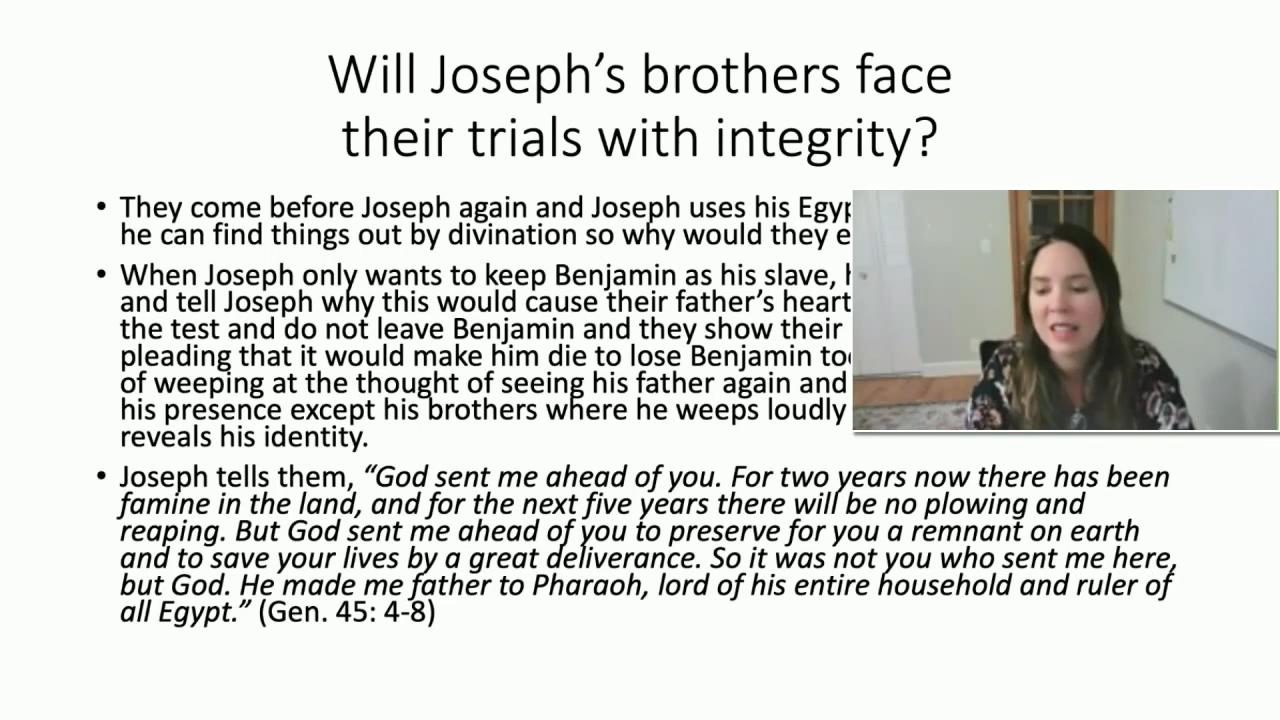 Will Joseph’s brothers face
their trials with integrity?
• They come before Joseph again and Joseph uses his
he can find things out by divination so why would they
• When Joseph only wants to keep Benjamin as his slave,
and tell Joseph why this would cause their father’s heart
the test and do not leave Benjamin and they show their
pleading that it would make him die to lose Benjamin
of weeping at the thought of seeing his father again and
his presence except his brothers where he weeps loudly
reveals his identity.
• Joseph tells them, “God sent me ahead of you. For two years now there has been
famine in the land, and for the next five years there will be no plowing and
reaping. But God sent me ahead of you to preserve for you a remnant on earth
and to save your lives by a great deliverance. So it was not you who sent me here,
but God. He made me father to Pharaoh, lord of his entire household and ruler of
all Egypt.” (Gen. 45: 4-8)